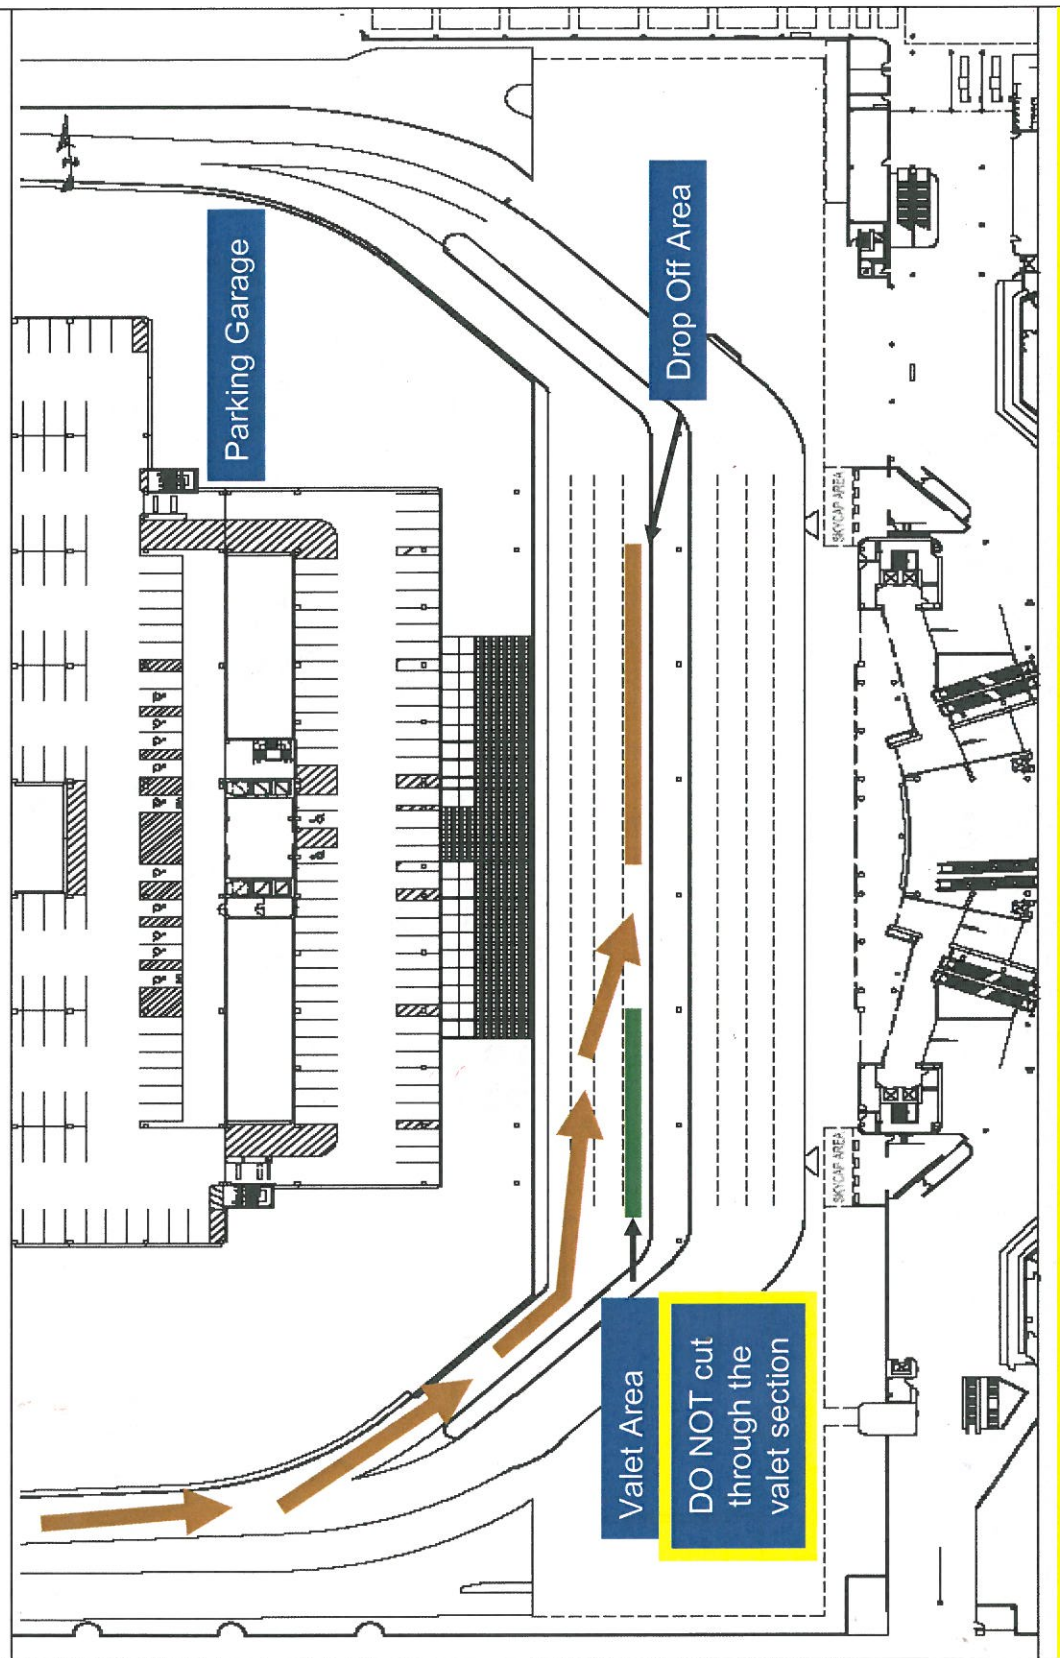 Parking Garage
Drop Off Area
Valet Area
DO NOT cut
through the
valet section
SKYCAP AREA
SKYCAP AREA